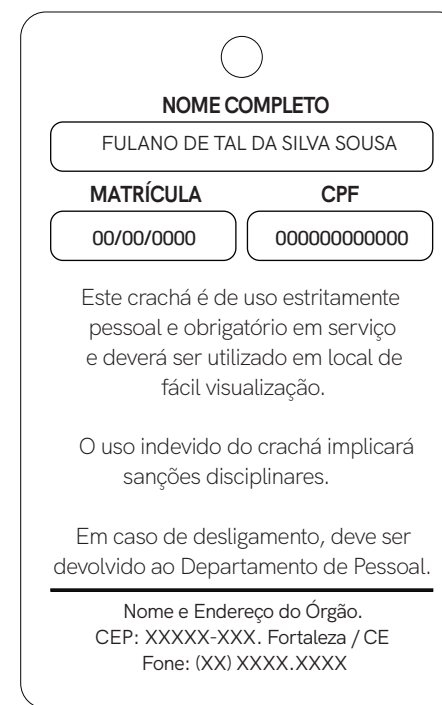 NOME COMPLETO
FULANO DE TAL DA SILVA SOUSA
MATRÍCULA CPF
00/00/0000 000000000000
Este crachá é de uso estritamente
pessoal e obrigatório em serviço
e deverá ser utilizado em local de
fácil visualização.
O uso indevido do crachá implicará
sanções disciplinares.
Em caso de desligamento, deve ser
devolvido ao Departamento de Pessoal.
Nome e Endereço do Órgão.
CEP: XXXXX-XXX. Fortaleza / CE
Fone: (XX) XXXX.XXXX